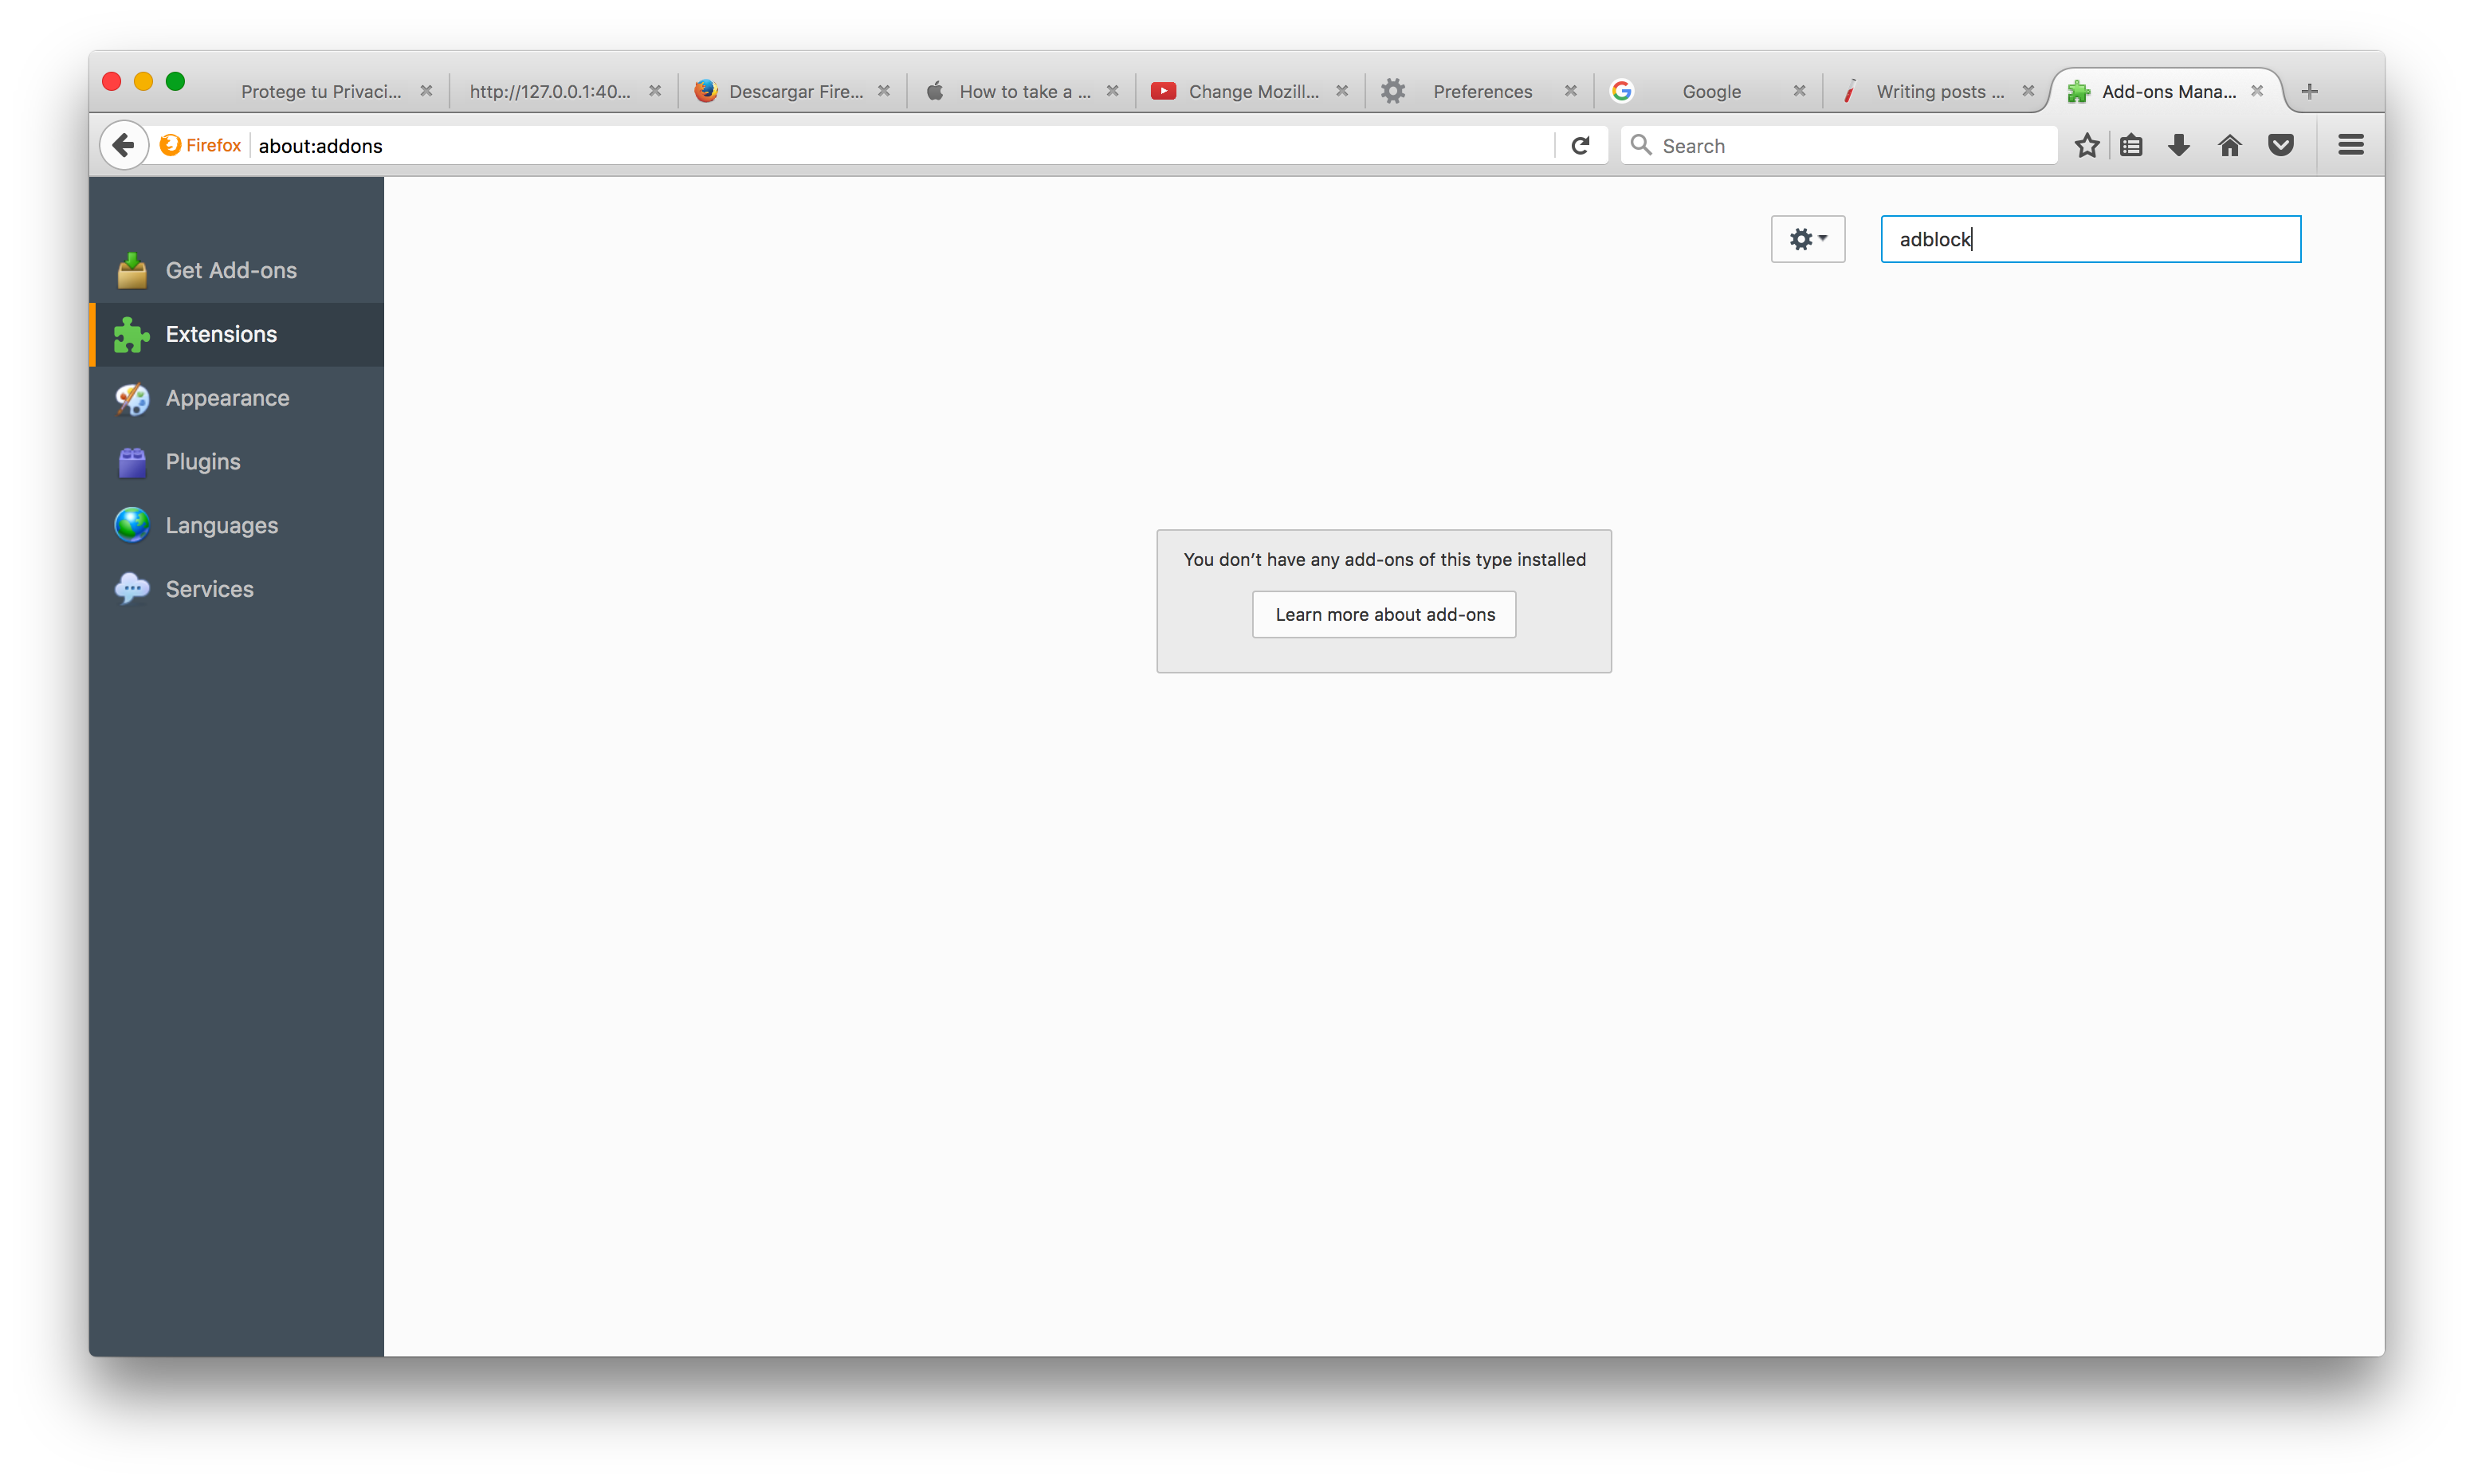 Protege tu Privaci...
http://127.0.0.1:40...
Descargar Fire...
How to take a ...
Change Mozill...
Preferences
Google
Writing posts ...
Add-ons Mana...
Firefox
about:addons
Search
adblock
Get Add-ons
Extensions
Appearance
Plugins
Languages
Services
You don’t have any add-ons of this type installed
Learn more about add-ons